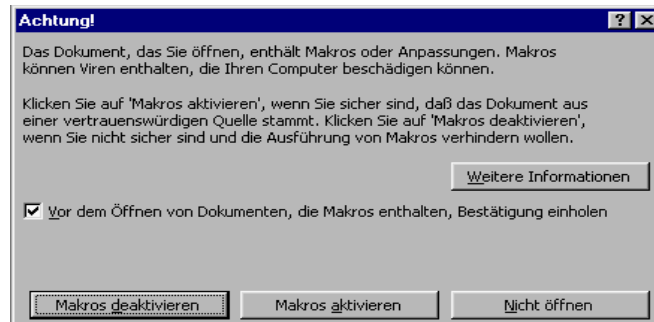 Achtung!
Das Dokument, das Sie öffnen, enthält Makros oder Anpassungen. Makros
können Viren enthalten, die Ihren Computer beschädigen können.
Klicken Sie auf 'Makros aktivieren', wenn Sie sicher sind, daß das Dokument aus
einer vertrauenswürdigen Quelle stammt. Klicken Sie auf 'Makros deaktivieren',
wenn Sie nicht sicher sind und die Ausführung von Makros verhindern wollen.
Weitere Informationen
Vor dem Öffnen von Dokumenten, die Makros enthalten, Bestätigung einholen
Makros deaktivieren Makros aktivieren Nicht öffnen